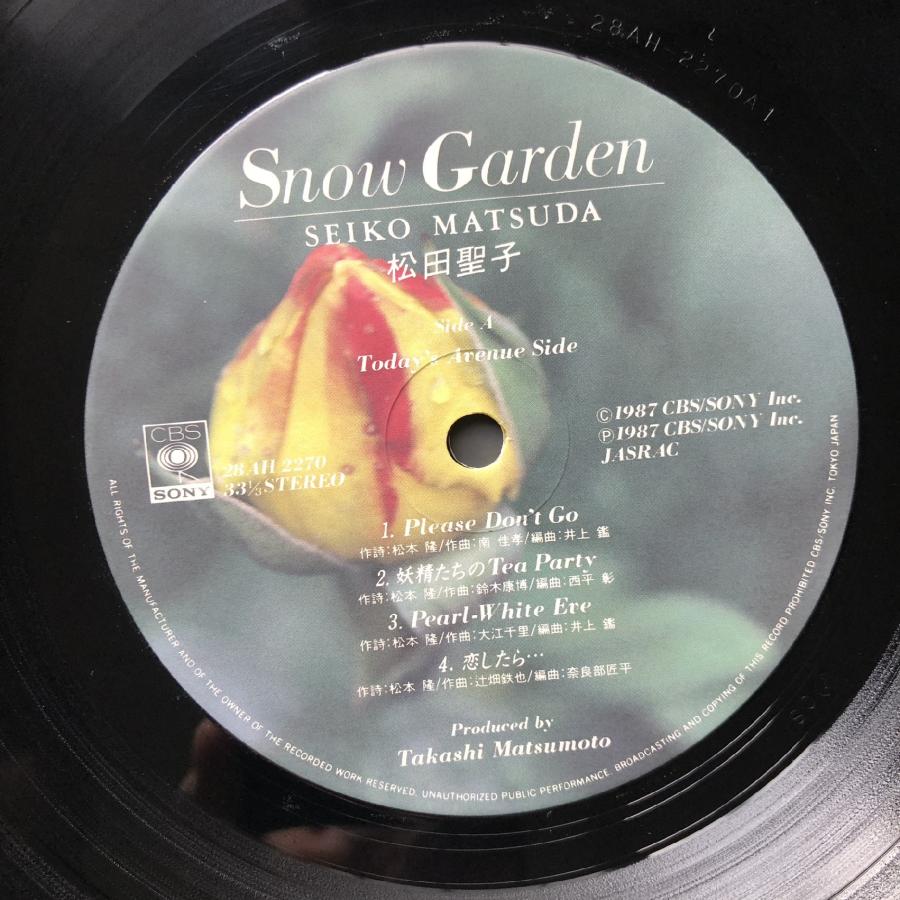 28AH-2270A1
Snow Garden
SEIKO MATSUDA
松田聖子
Side A
Today's Avenue Side
©1987 CBS/SONY Inc.
℗1987 CBS/SONY Inc.
JASRAC
CBS
SONY
28AH 2270
33⅓ STEREO
1. Please Don't Go
作詩:松本 隆/作曲:南 佳孝/編曲:井上 鑑
2. 妖精たちのTea Party
作詩:松本 隆/作曲:鈴木康博/編曲:西平 彰
3. Pearl-White Eve
作詩:松本 隆/作曲:大江千里/編曲:井上 鑑
4. 恋したら…
作詩:松本 隆/作曲:辻畑鉄也/編曲:奈良部匠平
Produced by
Takashi Matsumoto
ALL RIGHTS OF THE MANUFACTURER AND OF THE OWNER OF THE RECORDED WORK RESERVED. UNAUTHORIZED PUBLIC PERFORMANCE. BROADCASTING AND COPYING OF THIS RECORD PROHIBITED CBS/SONY INC. TOKYO JAPAN